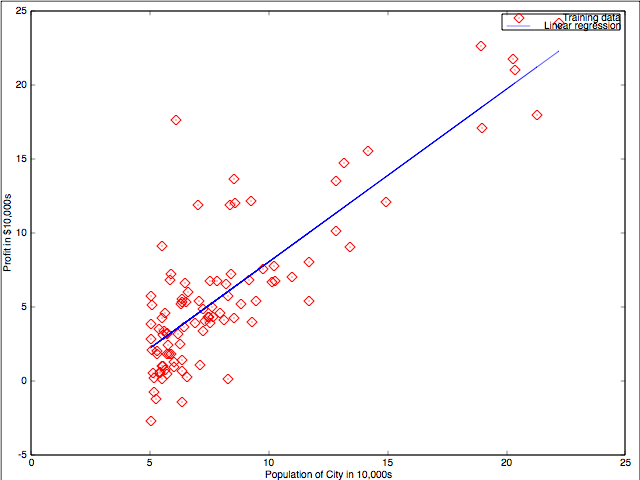 25
Training data
Linear regression
20
15
10
5
0
-5
Profit in $10,000s
0 5 10 15 20 25
Population of City in 10,000s